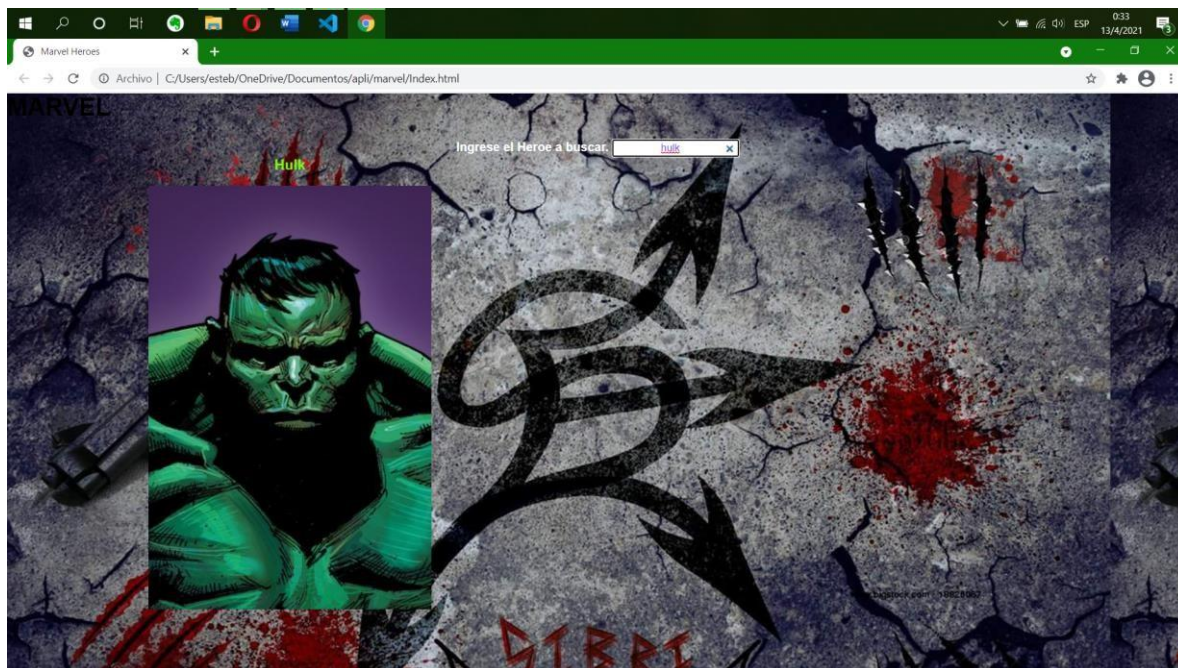 ESP
0:33
13/4/2021
3
Marvel Heroes
Archivo | C:/Users/esteb/OneDrive/Documentos/apli/marvel/Index.html
MARVEL
Ingrese el Heroe a buscar. hulk
Hulk